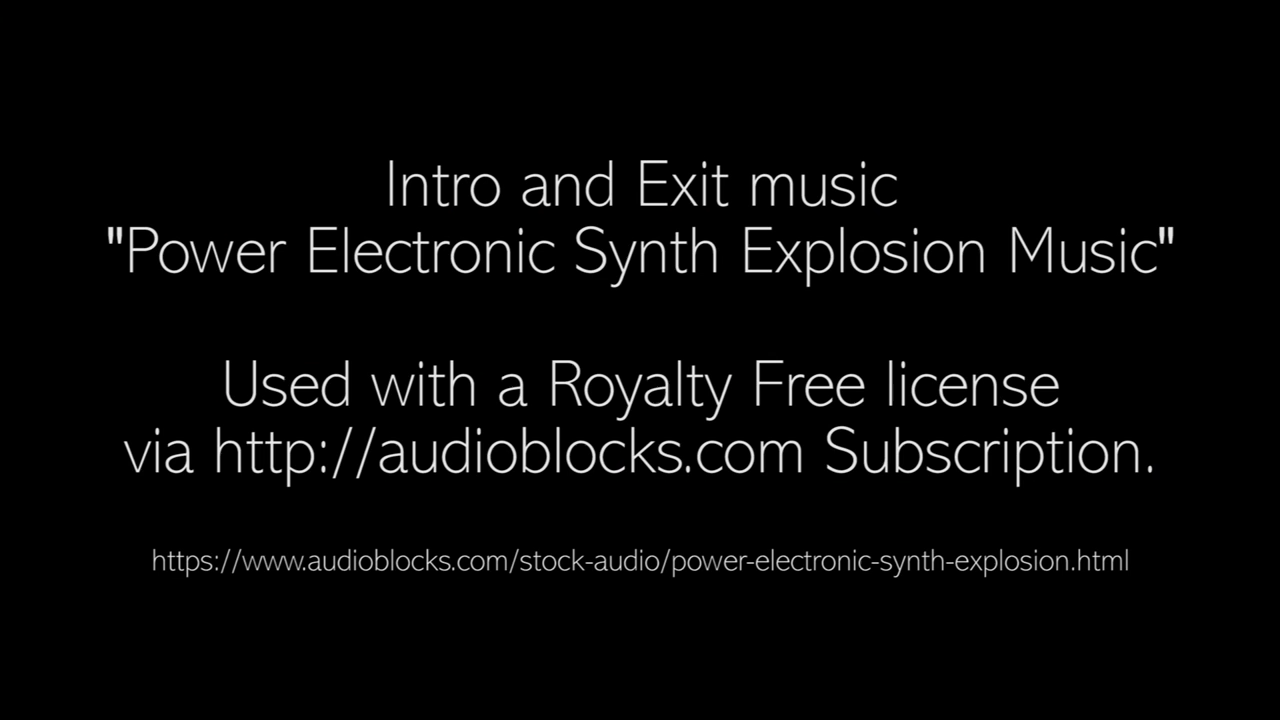 Intro and Exit music
"Power Electronic Synth Explosion Music"
Used with a Royalty Free license
via http://audioblocks.com Subscription.
https://www.audioblocks.com/stock-audio/power-electronic-synth-explosion.html